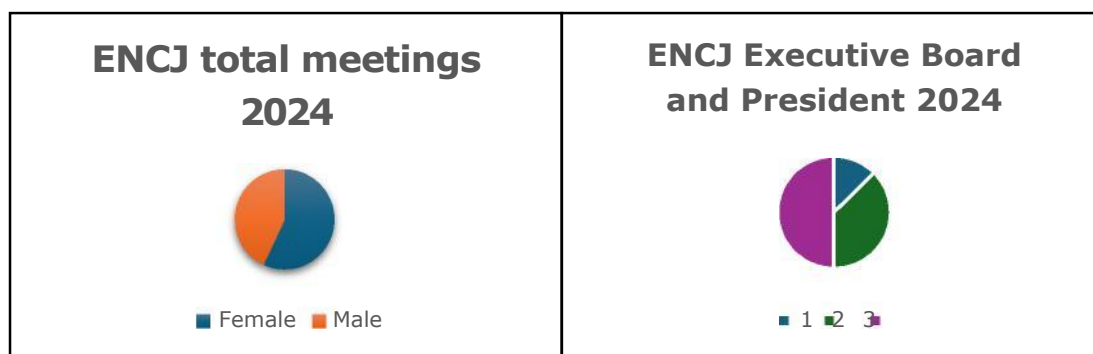 ENCJ total meetings
2024
Female Male
ENCJ Executive Board
and President 2024
1 2 3